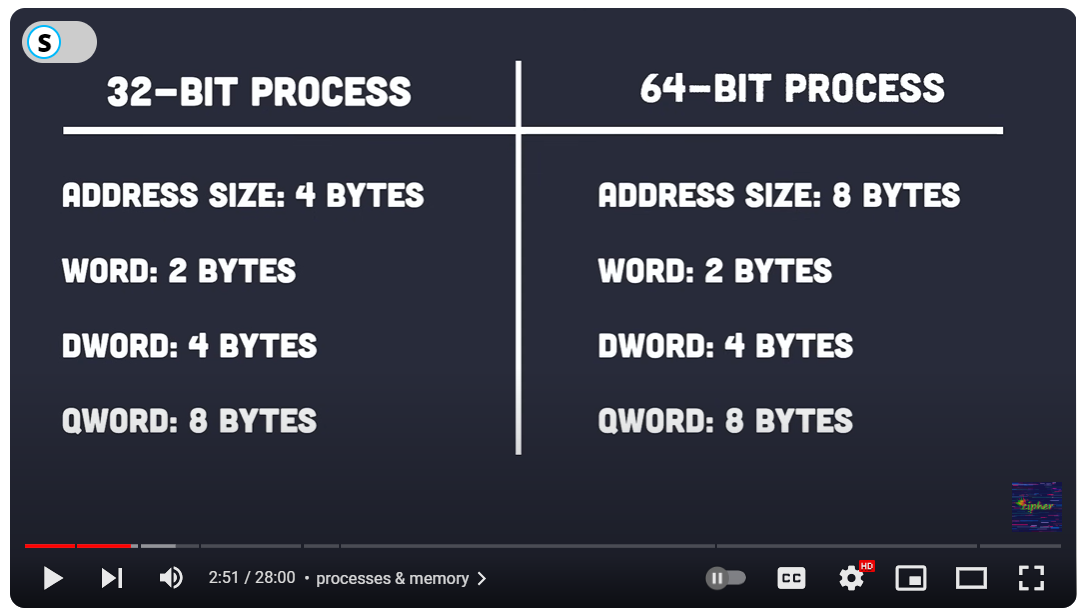 S
32-BIT PROCESS
64-BIT PROCESS
ADDRESS SIZE: 4 BYTES
ADDRESS SIZE: 8 BYTES
WORD: 2 BYTES
WORD: 2 BYTES
DWORD: 4 BYTES
DWORD: 4 BYTES
QWORD: 8 BYTES
QWORD: 8 BYTES
zipher
2:51 / 28:00 • processes & memory
CC
HD